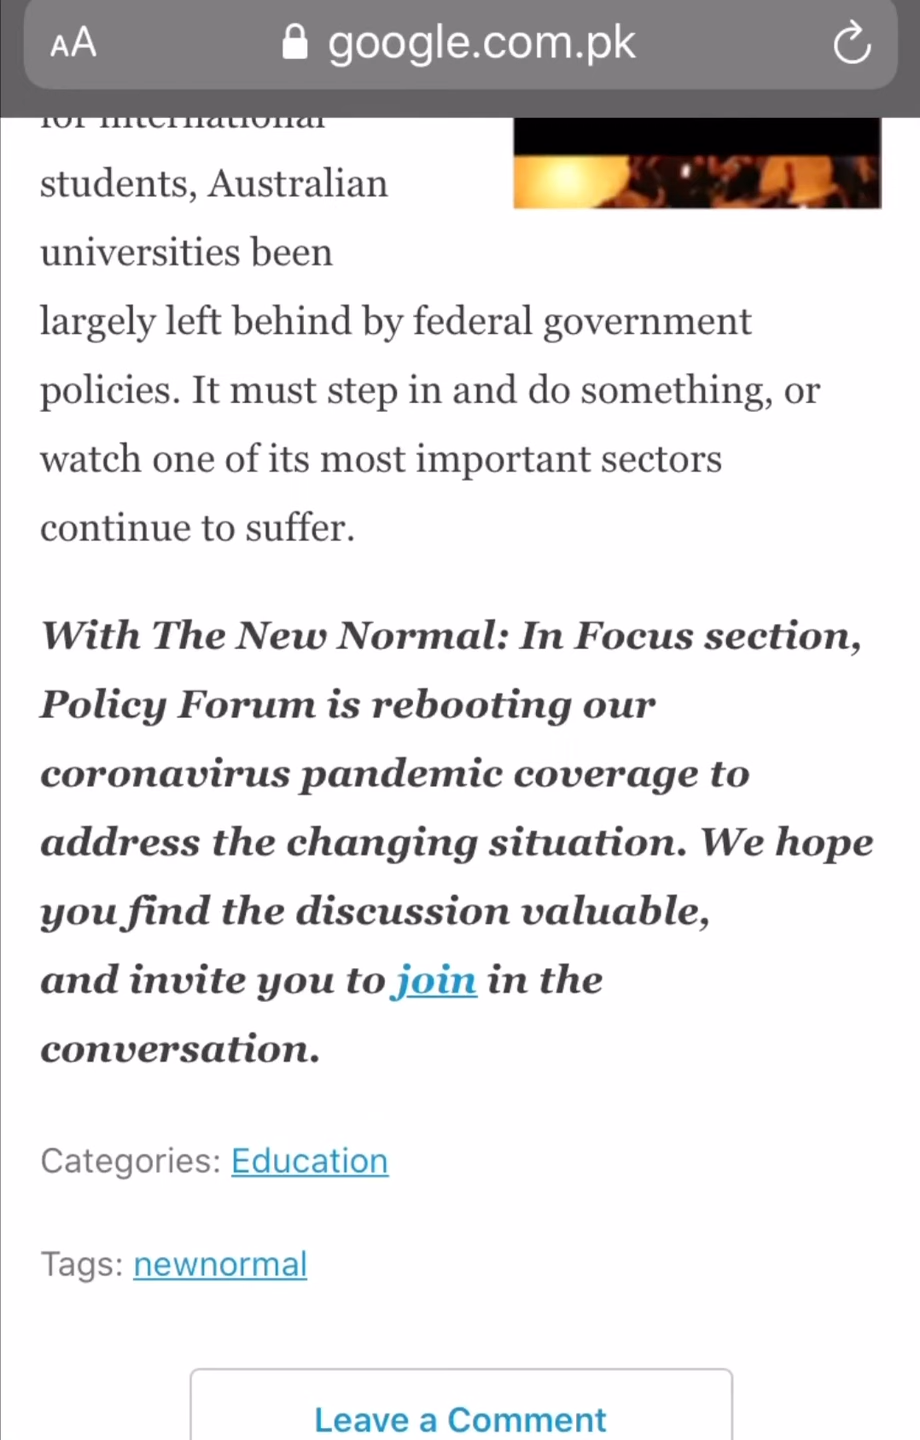 AA google.com.pk
for international
students, Australian
universities been
largely left behind by federal government
policies. It must step in and do something, or
watch one of its most important sectors
continue to suffer.
With The New Normal: In Focus section,
Policy Forum is rebooting our
coronavirus pandemic coverage to
address the changing situation. We hope
you find the discussion valuable,
and invite you to join in the
conversation.
Categories: Education
Tags: newnormal
Leave a Comment